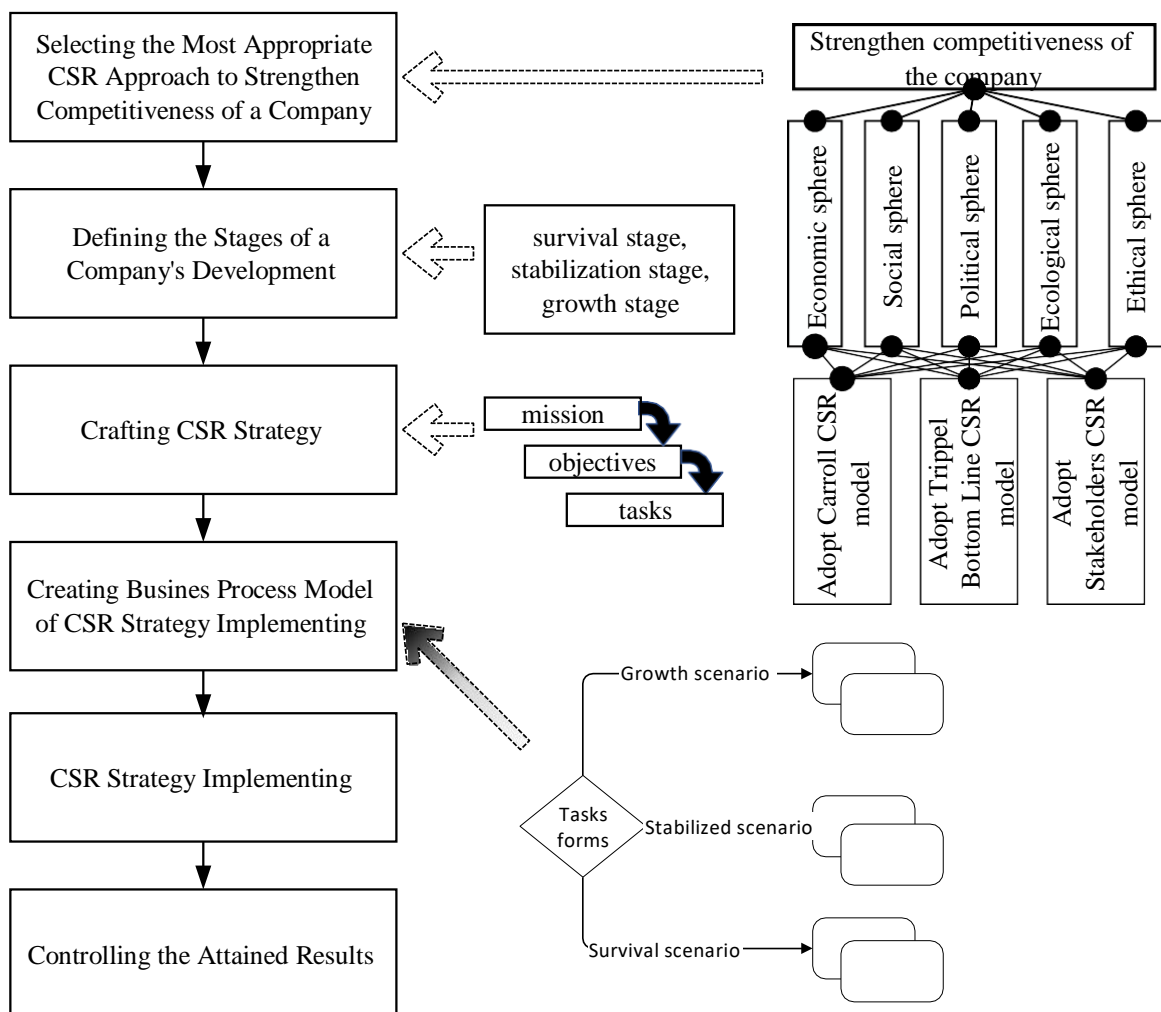 Selecting the Most Appropriate
CSR Approach to Strengthen
Competitiveness of a Company
Defining the Stages of a
Company's Development
Crafting CSR Strategy
Creating Busines Process Model
of CSR Strategy Implementing
CSR Strategy Implementing
Controlling the Attained Results
survival stage,
stabilization stage,
growth stage
mission
objectives
tasks
Strengthen competitiveness of
the company
Economic sphere
Social sphere
Political sphere
Ecological sphere
Ethical sphere
Adopt Carroll CSR
model
Adopt Trippel
Bottom Line CSR
model
Adopt
Stakeholders CSR
model
Growth scenario
Tasks
forms
Stabilized scenario
Survival scenario